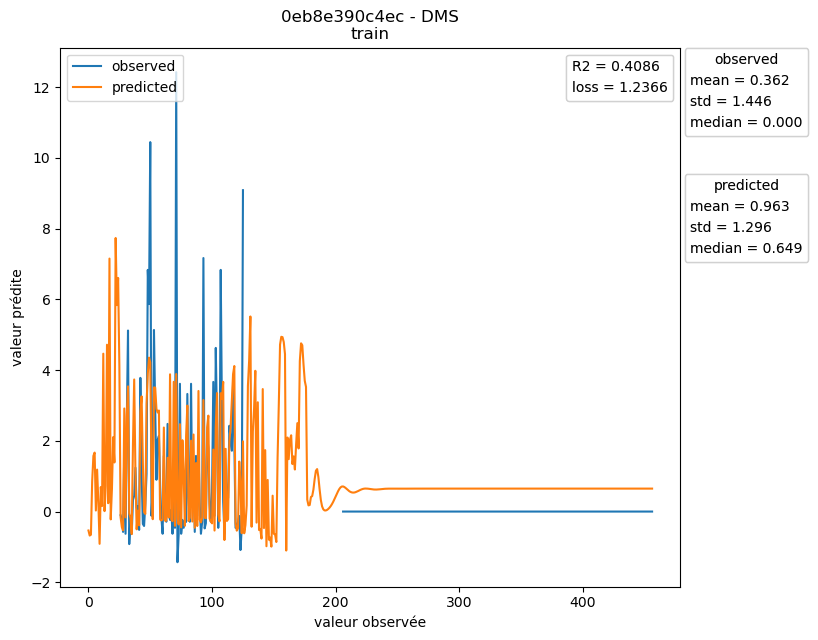 0eb8e390c4ec - DMS
train
observed
predicted
R2 = 0.4086
loss = 1.2366
observed
mean = 0.362
std = 1.446
median = 0.000
predicted
mean = 0.963
std = 1.296
median = 0.649
valeur prédite
12
10
8
6
4
2
0
−2
0
100
200
300
400
valeur observée